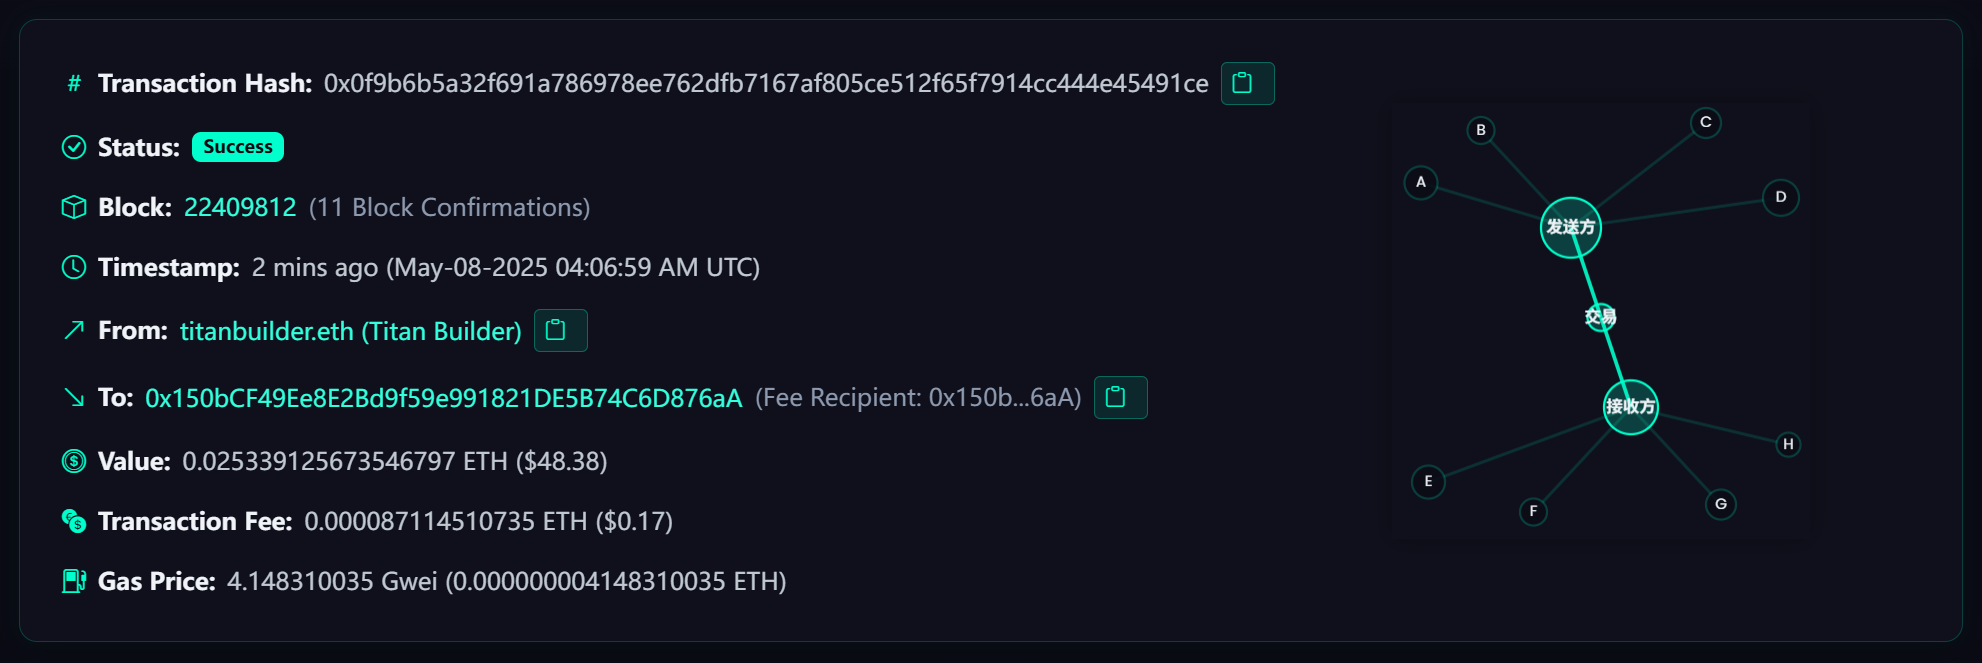 # Transaction Hash: 0x0f9b6b5a32f691a786978ee762dfb7167af805ce512f65f7914cc444e45491ce
Status: Success
Block: 22409812 (11 Block Confirmations)
Timestamp: 2 mins ago (May-08-2025 04:06:59 AM UTC)
From: titanbuilder.eth (Titan Builder)
To: 0x150bCF49Ee8E2Bd9f59e991821DE5B74C6D876aA (Fee Recipient: 0x150b...6aA)
Value: 0.025339125673546797 ETH ($48.38)
Transaction Fee: 0.000087114510735 ETH ($0.17)
Gas Price: 4.148310035 Gwei (0.000000004148310035 ETH)
B
C
A
D
发送方
交易
接收方
H
E
F
G